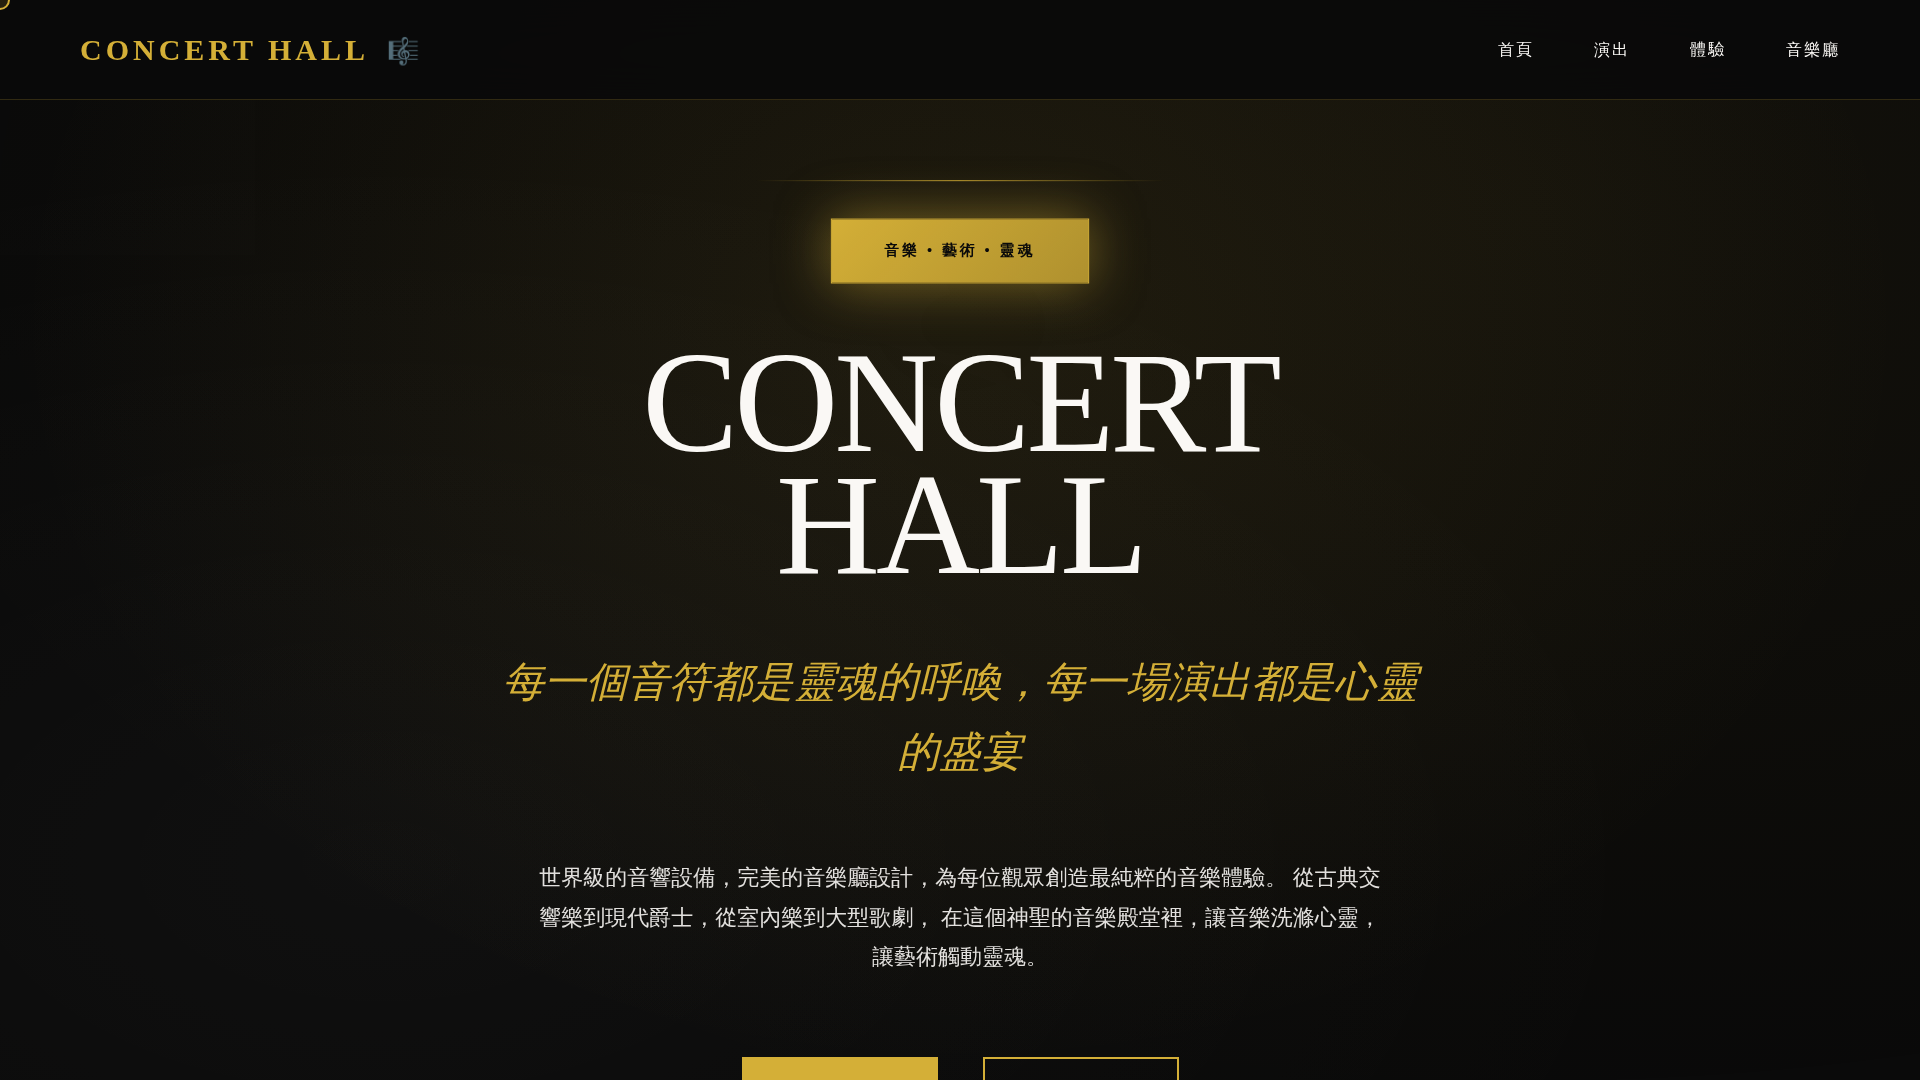 CONCERT HALL 🎼
首頁
演出
體驗
音樂廳
音樂 • 藝術 • 靈魂
CONCERT
HALL
每一個音符都是靈魂的呼喚，每一場演出都是心靈
的盛宴
世界級的音響設備，完美的音樂廳設計，為每位觀眾創造最純粹的音樂體驗。 從古典交
響樂到現代爵士，從室內樂到大型歌劇， 在這個神聖的音樂殿堂裡，讓音樂洗滌心靈，
讓藝術觸動靈魂。